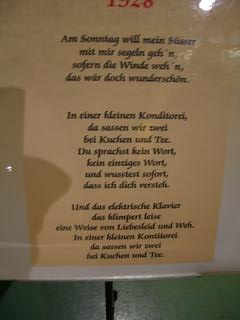 1928
Am Sonntag will mein Süsser
mit mir segeln geh´n,
sofern die Winde weh´n,
das wär doch wunderschön.
In einer kleinen Konditorei,
da sassen wir zwei
bei Kuchen und Tee.
Du sprachst kein Wort,
kein einziges Wort,
und wusstest sofort,
dass ich dich versteh.
Und das elektrische Klavier
das klimpert leise
eine Weise von Liebesleid und Weh.
In einer kleinen Kontitorei
da sassen wir zwei
bei Kuchen und Tee.